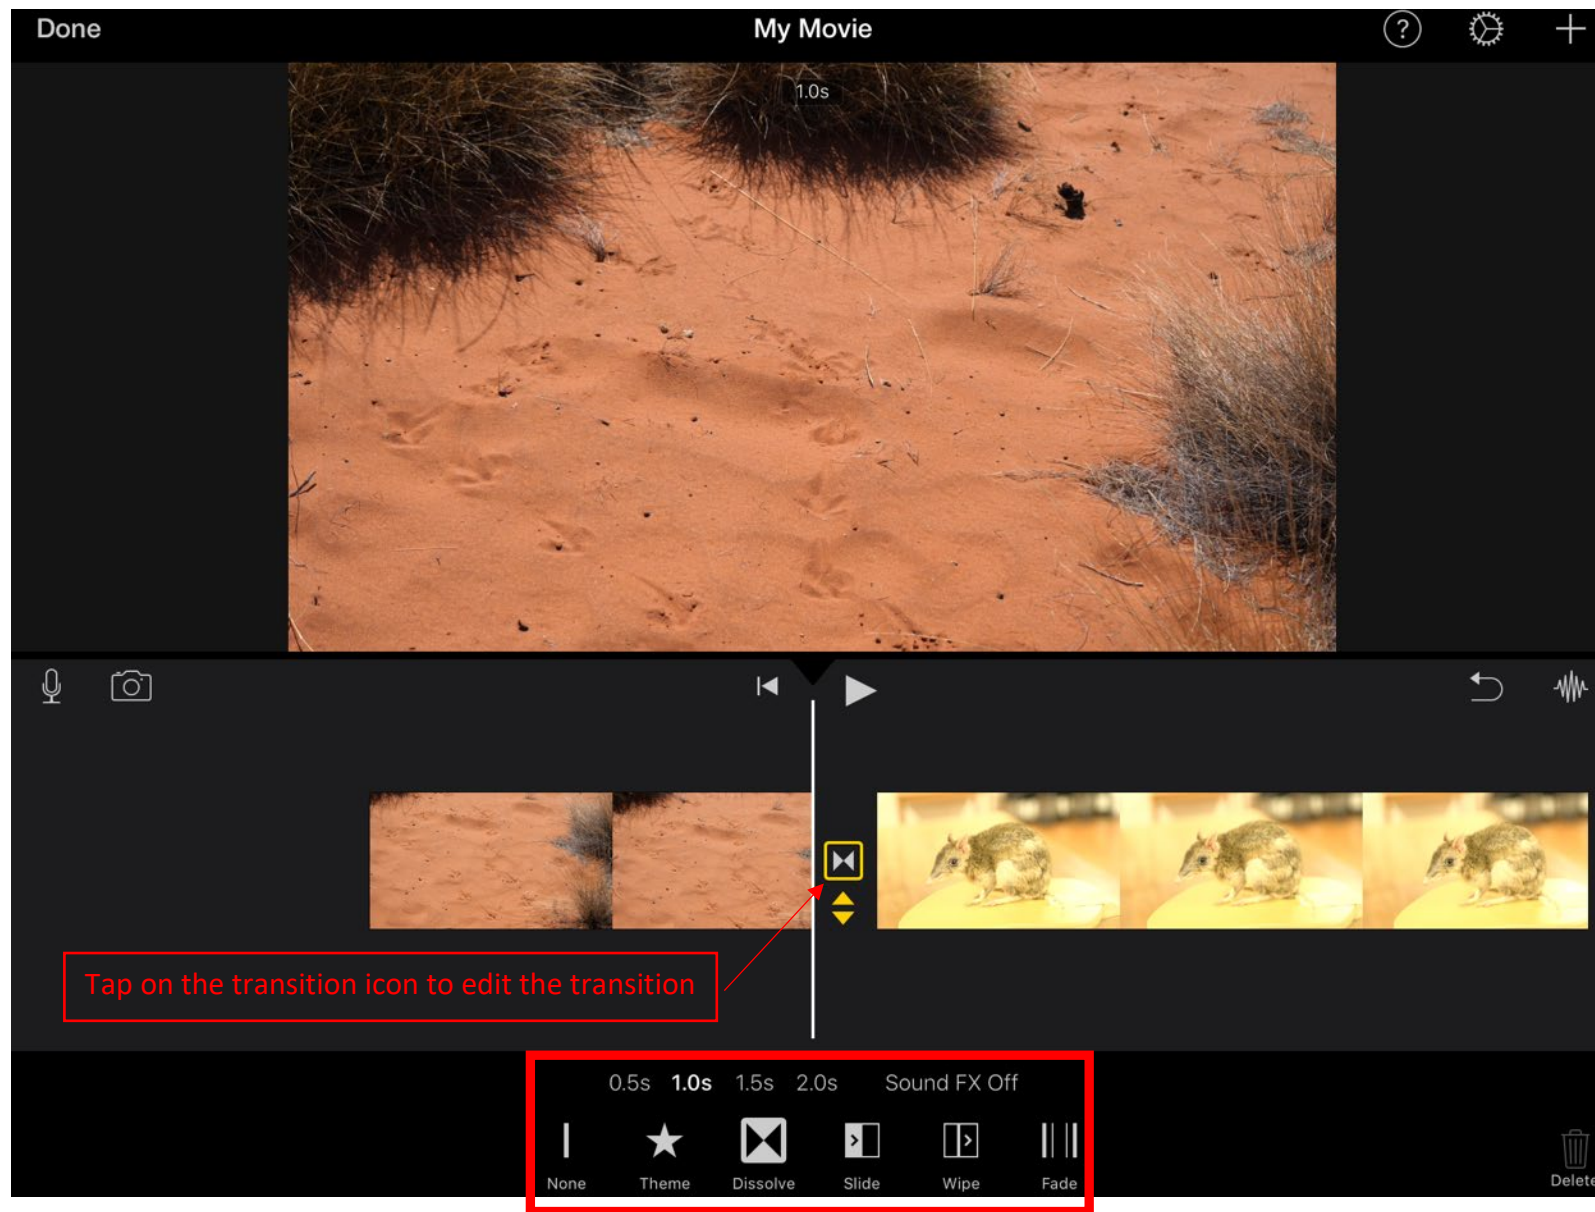 Done
My Movie
?
1.0s
Tap on the transition icon to edit the transition
0.5s 1.0s 1.5s 2.0s Sound FX Off
None Theme Dissolve Slide Wipe Fade
Delete